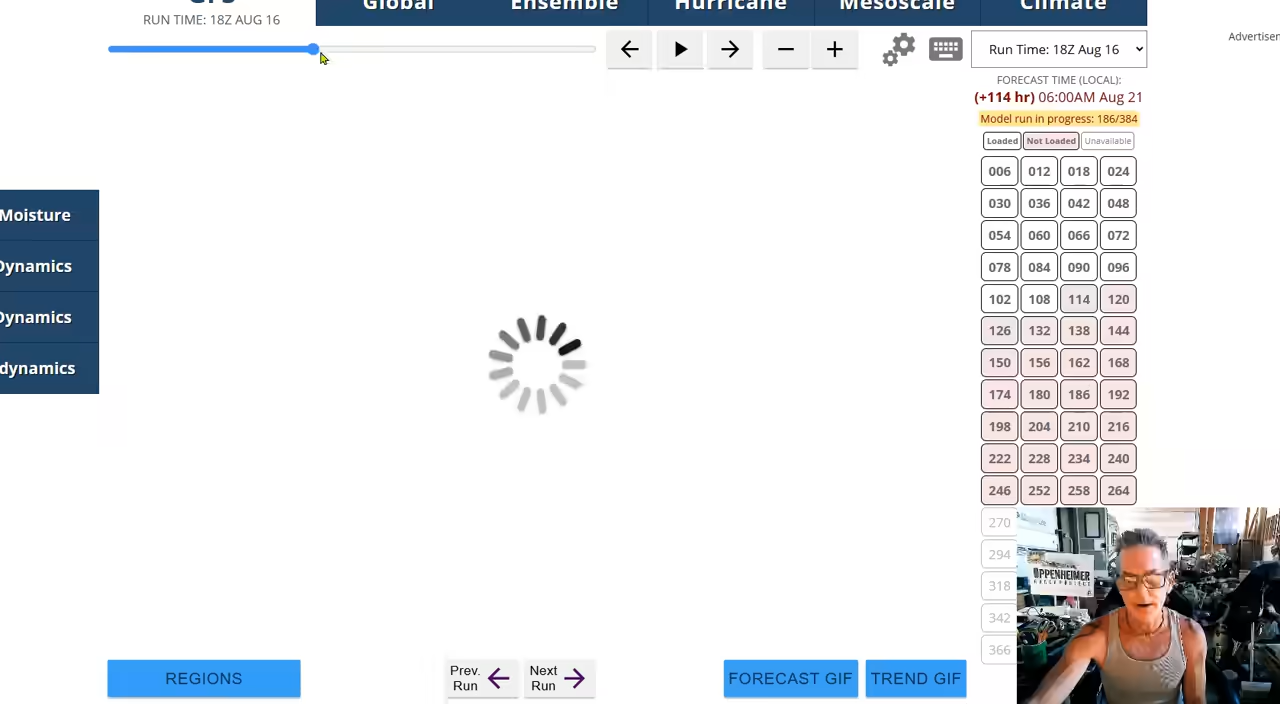 RUN TIME: 18Z AUG 16
Global
Ensemble
Hurricane
Mesoscale
Climate
Run Time: 18Z Aug 16
Advertisem
FORECAST TIME (LOCAL):
(+114 hr) 06:00AM Aug 21
Model run in progress: 186/384
Loaded Not Loaded Unavailable
006 012 018 024
030 036 042 048
054 060 066 072
078 084 090 096
102 108 114 120
126 132 138 144
150 156 162 168
174 180 186 192
198 204 210 216
222 228 234 240
246 252 258 264
270
294
318
342
366
Moisture
Dynamics
Dynamics
dynamics
OPPENHEIMER
REGIONS
Prev.
Run
Next
Run
FORECAST GIF
TREND GIF